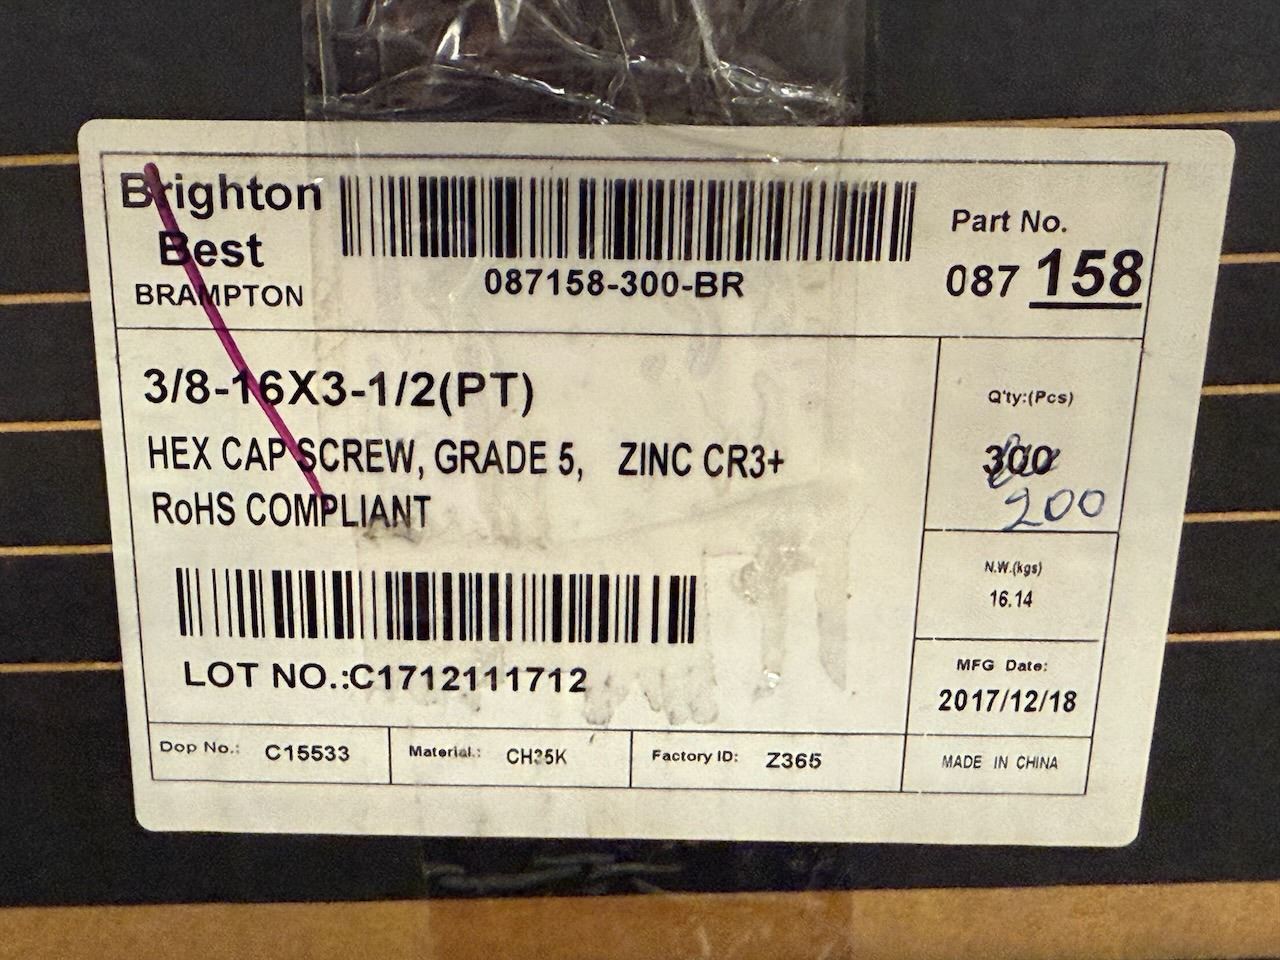 Brighton
Best
BRAMPTON
087158-300-BR
Part No.
087 158
3/8-16X3-1/2(PT)
HEX CAP SCREW, GRADE 5, ZINC CR3+
RoHS COMPLIANT
Q'ty:(Pcs)
300
200
N.W.(kgs)
16.14
LOT NO.:C1712111712
MFG Date:
2017/12/18
Dop No.: C15533
Material.: CH35K
Factory ID: Z365
MADE IN CHINA